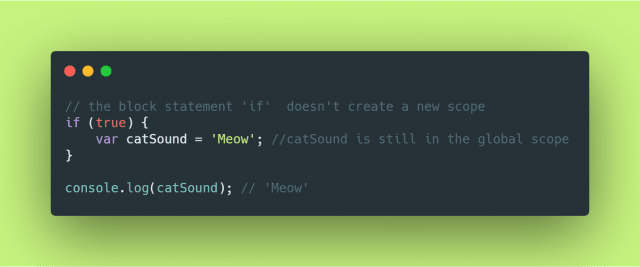 // the block statement 'if'  doesn't create a new scope
if (true) {
    var catSound = 'Meow'; //catSound is still in the global scope
}
console.log(catSound); // 'Meow'